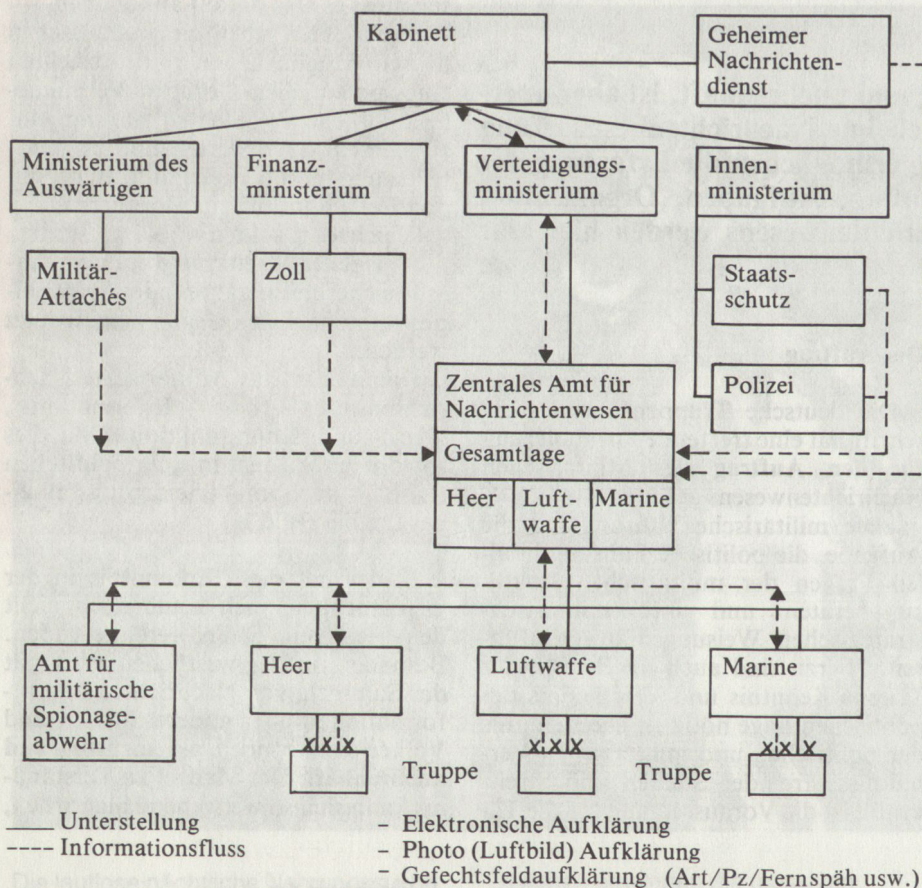 Kabinett
Geheimer
Nachrichten-
dienst
Ministerium des
Auswärtigen
Finanz-
ministerium
Verteidigungs-
ministerium
Innen-
ministerium
Militär-
Attachés
Zoll
Staats-
schutz
Polizei
Zentrales Amt für
Nachrichtenwesen
Gesamtlage
Heer
Luft-
waffe
Marine
Amt für
militärische
Spionage-
abwehr
Heer
Luftwaffe
Marine
x x x
x x x
x x x
Truppe
Truppe
Unterstellung
Informationsfluss
– Elektronische Aufklärung
– Photo (Luftbild) Aufklärung
– Gefechtsfeldaufklärung (Art/Pz/Fernspäh usw.)